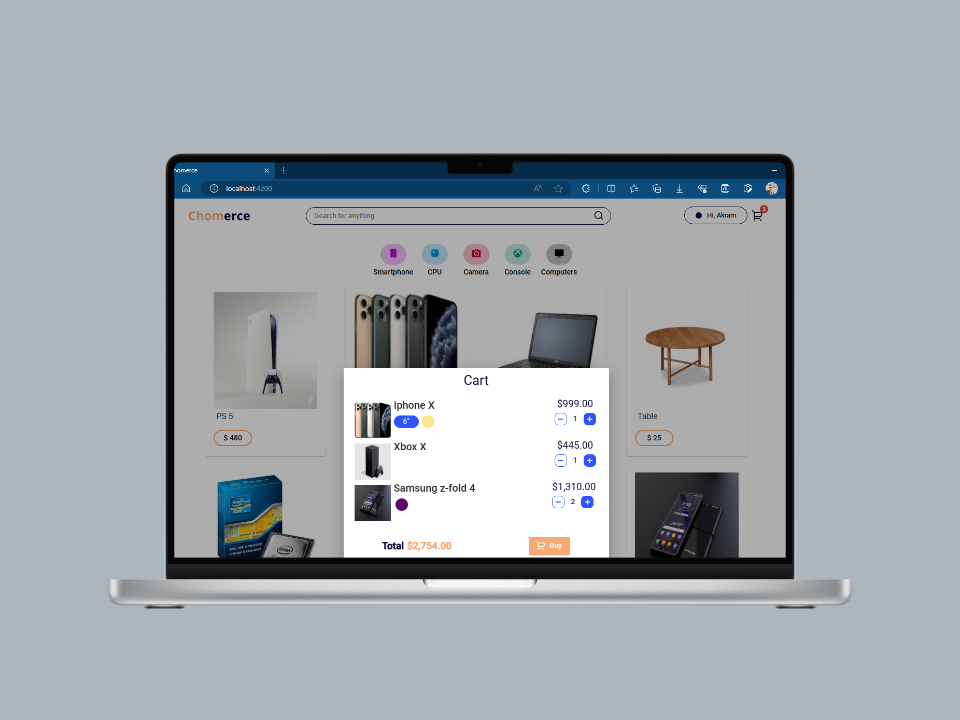 homerce
localhost:4200
Chomerce
Search for anything
Hi, Akram
3
Smartphone
CPU
Camera
Console
Computers
PS 5
$ 480
Table
$ 25
Cart
Iphone X
$999.00
6"
1
Xbox X
$445.00
1
Samsung z-fold 4
$1,310.00
2
Total $2,754.00
Buy
intel